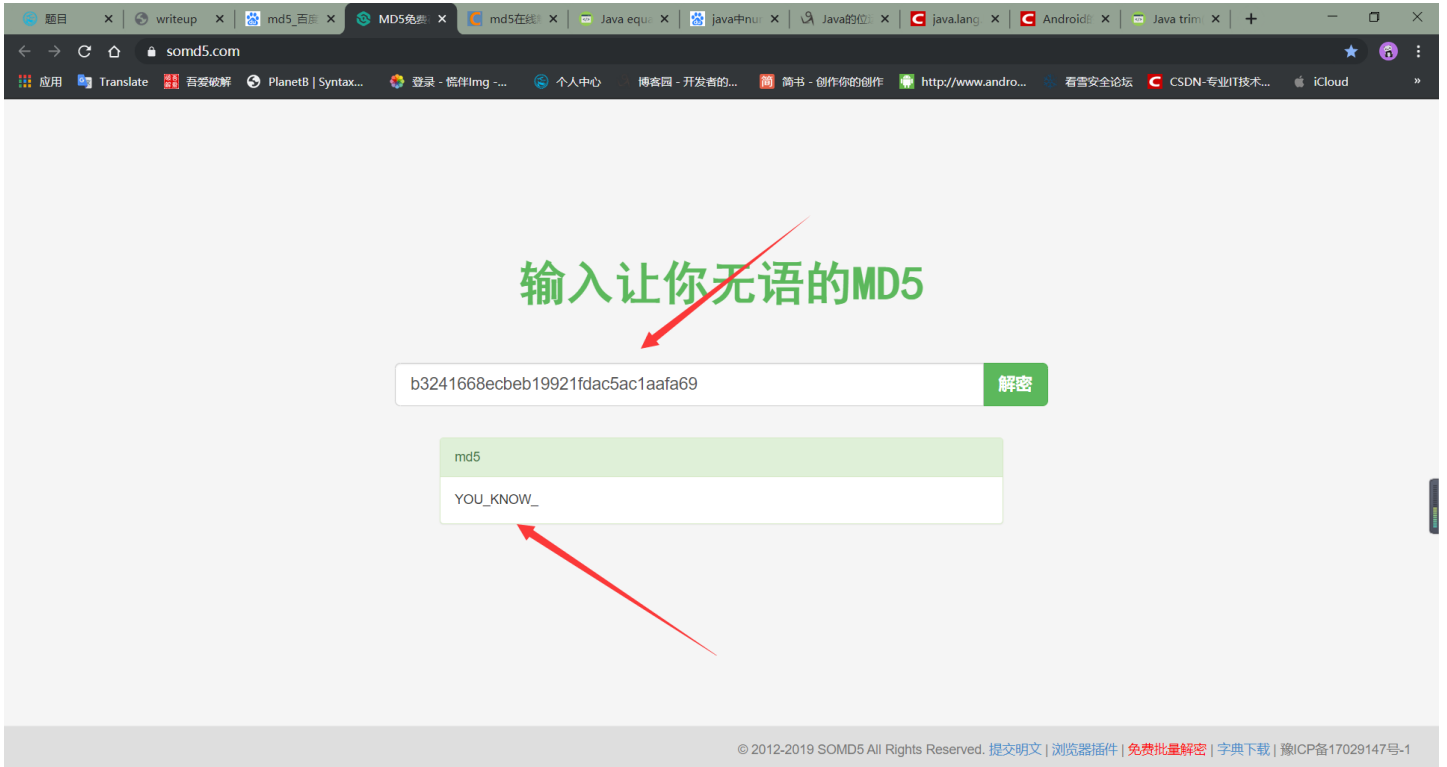 题目
writeup
md5_百度
MD5免费
md5在线
Java equ
java中nu
Java的位
java.lang
Android
Java trim
somd5.com
应用
Translate
吾爱破解
PlanetB | Syntax...
登录 - 慌伴Img -...
个人中心
博客园 - 开发者的...
简书 - 创作你的创作
http://www.andro...
看雪安全论坛
CSDN-专业IT技术...
iCloud
»
输入让你无语的MD5
b3241668ecbeb19921fdac5ac1aafa69
解密
md5
YOU_KNOW_
© 2012-2019 SOMD5 All Rights Reserved. 提交明文 | 浏览器插件 | 免费批量解密 | 字典下载 | 豫ICP备17029147号-1